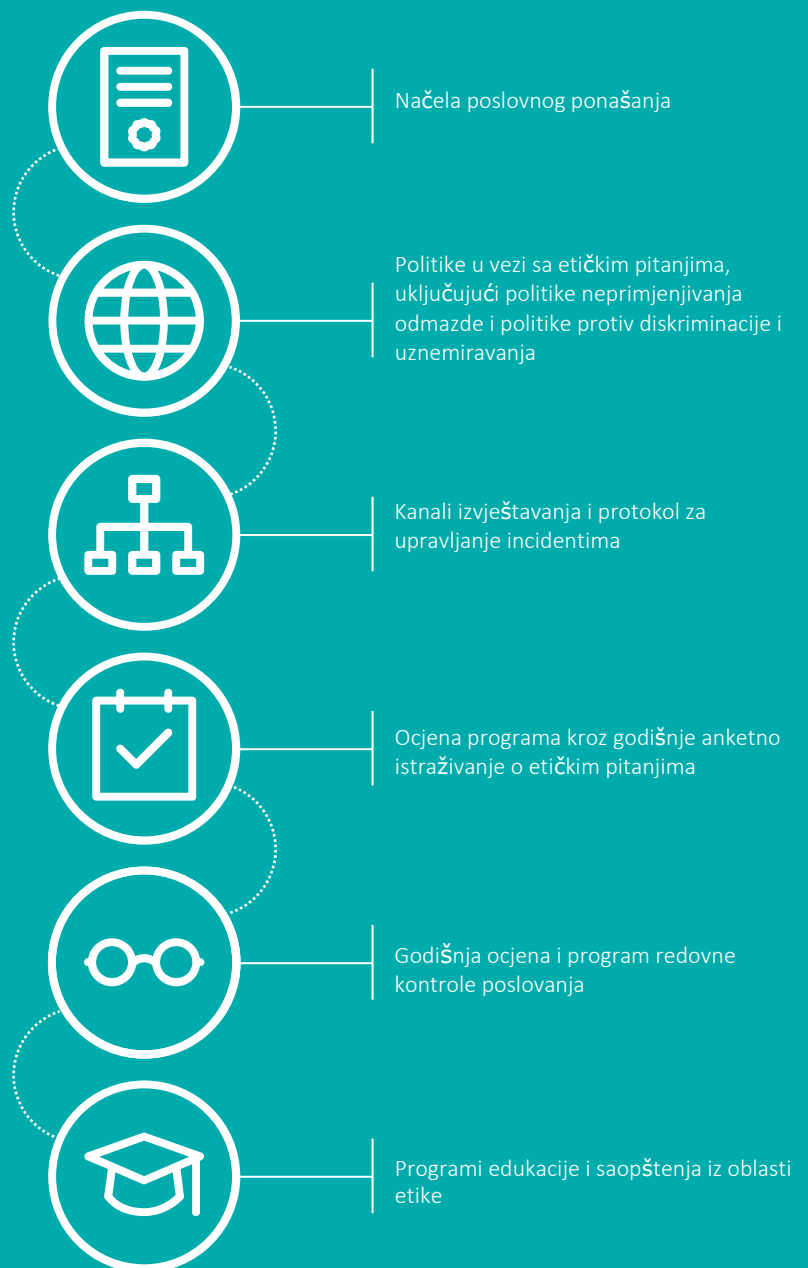 Načela poslovnog ponašanja
Politike u vezi sa etičkim pitanjima,
uključujući politike neprimjenjivanja
odmazde i politike protiv diskriminacije i
uznemiravanja
Kanali izvještavanja i protokol za
upravljanje incidentima
Ocjena programa kroz godišnje anketno
istraživanje o etičkim pitanjima
Godišnja ocjena i program redovne
kontrole poslovanja
Programi edukacije i saopštenja iz oblasti
etike